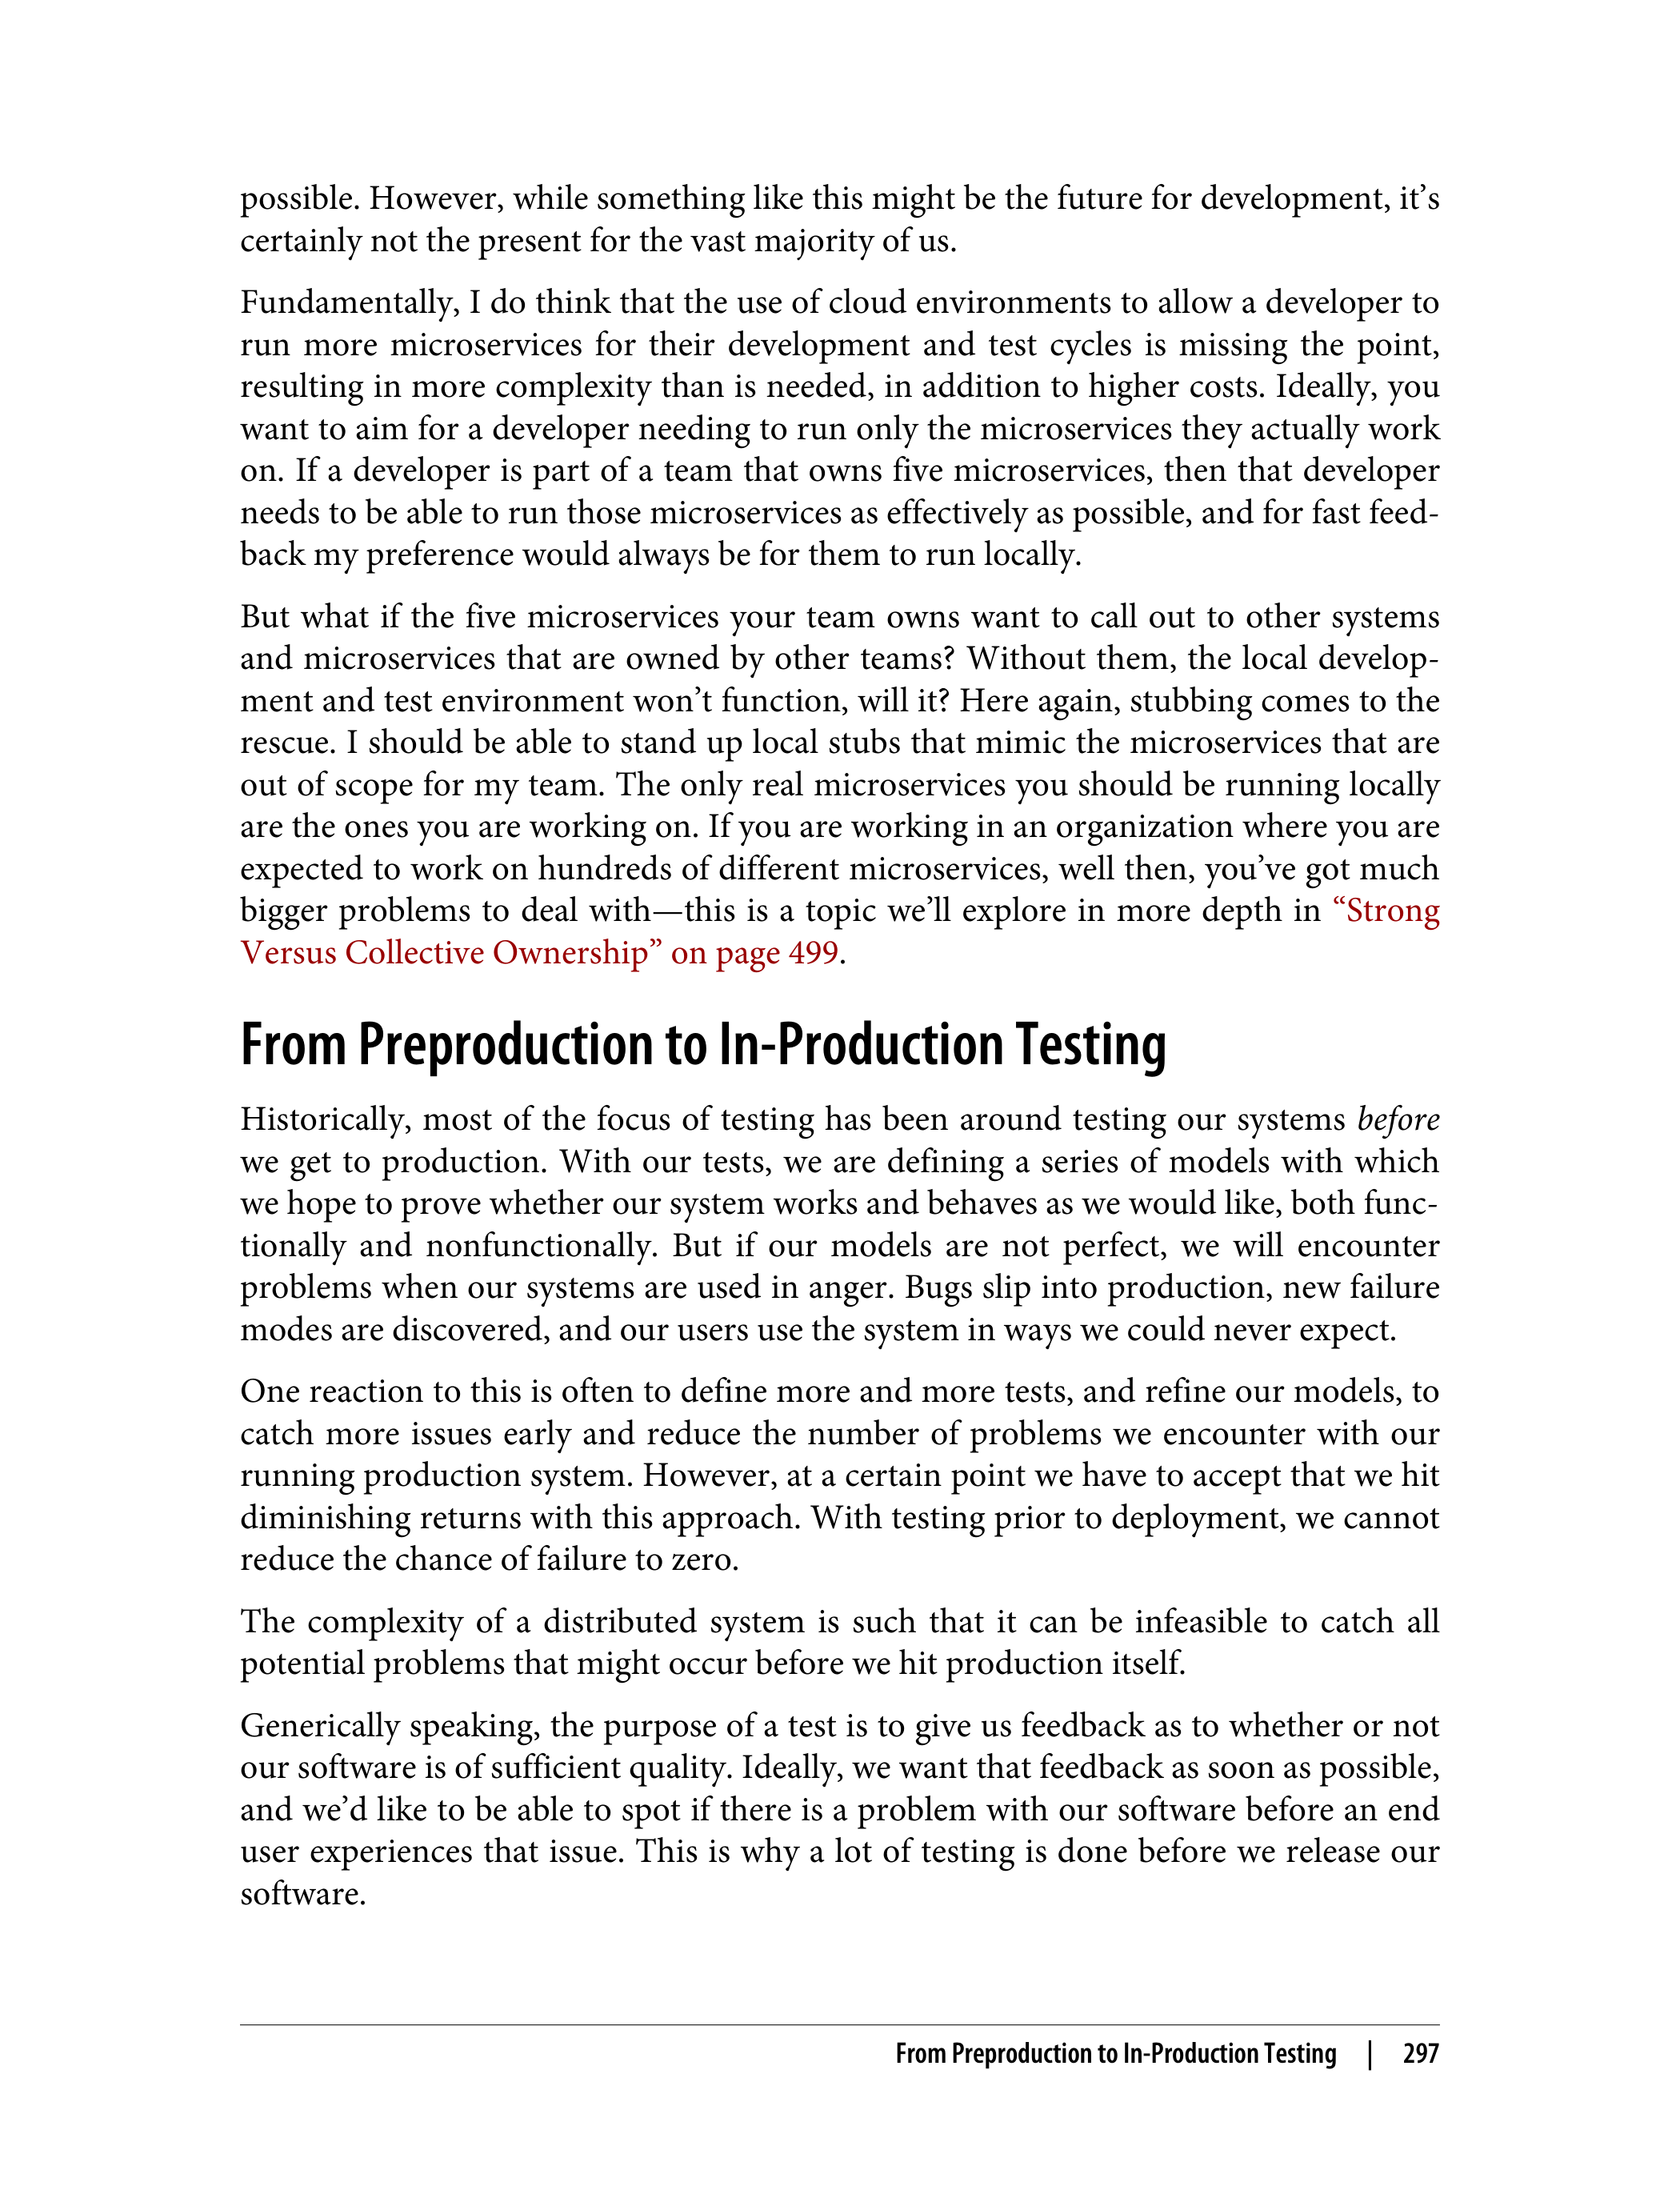 possible. However, while something like this might be the future for development, it’s
certainly not the present for the vast majority of us.
Fundamentally, I do think that the use of cloud environments to allow a developer to
run more microservices for their development and test cycles is missing the point,
resulting in more complexity than is needed, in addition to higher costs. Ideally, you
want to aim for a developer needing to run only the microservices they actually work
on. If a developer is part of a team that owns five microservices, then that developer
needs to be able to run those microservices as effectively as possible, and for fast feed-
back my preference would always be for them to run locally.
But what if the five microservices your team owns want to call out to other systems
and microservices that are owned by other teams? Without them, the local develop-
ment and test environment won’t function, will it? Here again, stubbing comes to the
rescue. I should be able to stand up local stubs that mimic the microservices that are
out of scope for my team. The only real microservices you should be running locally
are the ones you are working on. If you are working in an organization where you are
expected to work on hundreds of different microservices, well then, you’ve got much
bigger problems to deal with—this is a topic we’ll explore in more depth in “Strong
Versus Collective Ownership” on page 499.
From Preproduction to In-Production Testing
Historically, most of the focus of testing has been around testing our systems before
we get to production. With our tests, we are defining a series of models with which
we hope to prove whether our system works and behaves as we would like, both func-
tionally and nonfunctionally. But if our models are not perfect, we will encounter
problems when our systems are used in anger. Bugs slip into production, new failure
modes are discovered, and our users use the system in ways we could never expect.
One reaction to this is often to define more and more tests, and refine our models, to
catch more issues early and reduce the number of problems we encounter with our
running production system. However, at a certain point we have to accept that we hit
diminishing returns with this approach. With testing prior to deployment, we cannot
reduce the chance of failure to zero.
The complexity of a distributed system is such that it can be infeasible to catch all
potential problems that might occur before we hit production itself.
Generically speaking, the purpose of a test is to give us feedback as to whether or not
our software is of sufficient quality. Ideally, we want that feedback as soon as possible,
and we’d like to be able to spot if there is a problem with our software before an end
user experiences that issue. This is why a lot of testing is done before we release our
software.
From Preproduction to In-Production Testing | 297